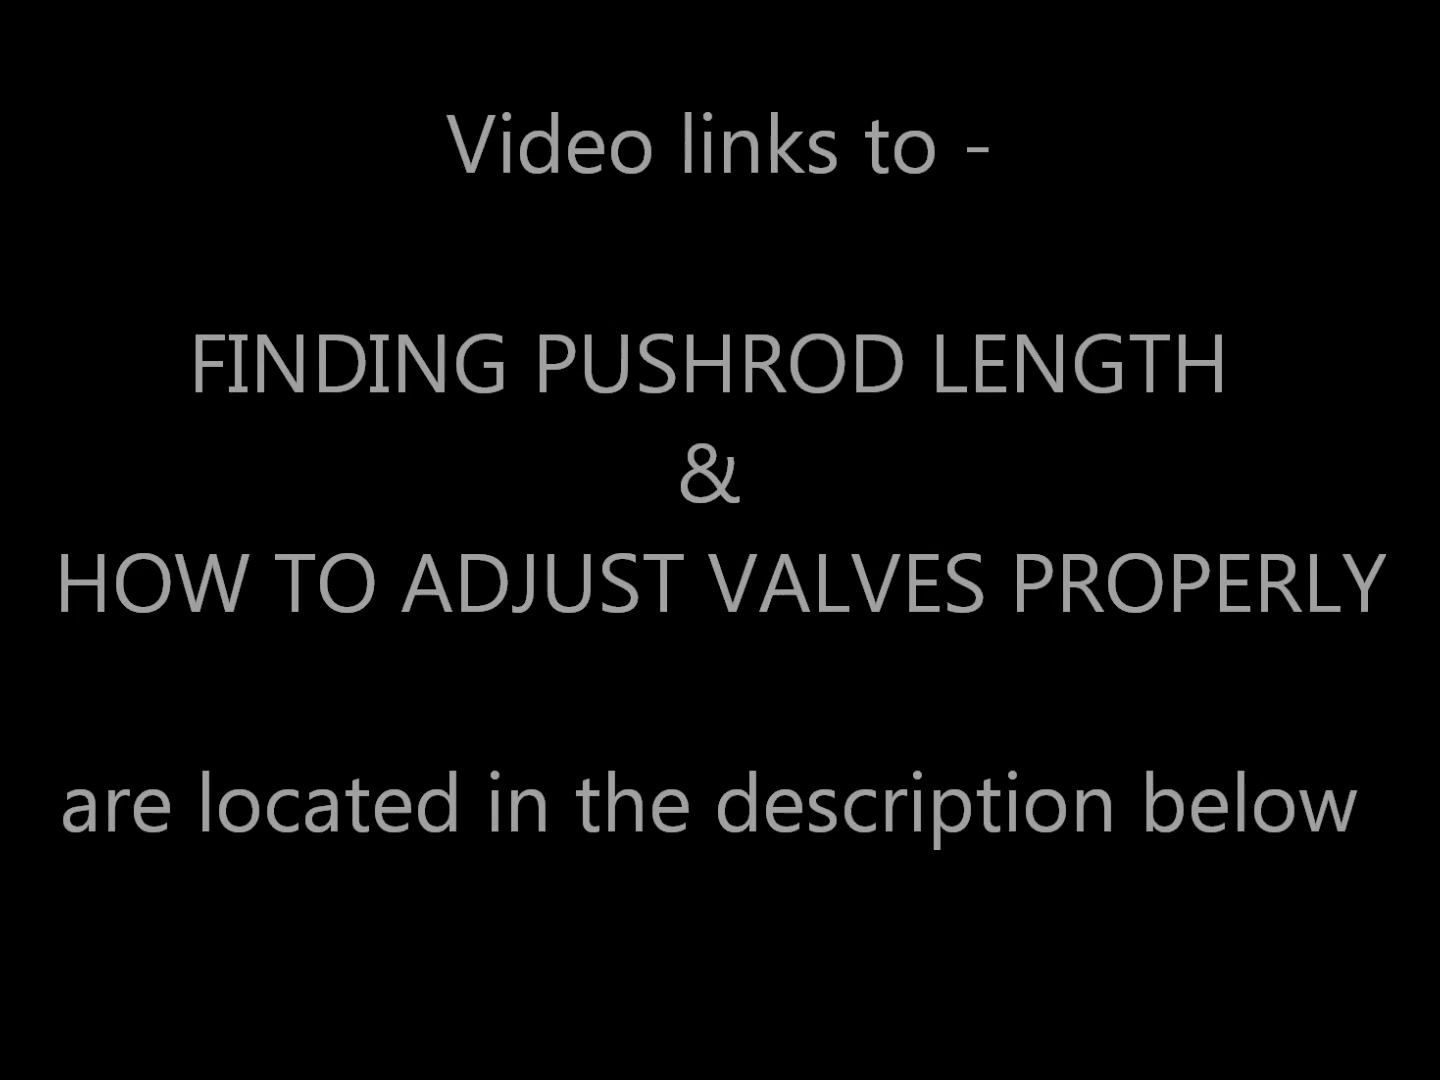 Video links to -
FINDING PUSHROD LENGTH
&
HOW TO ADJUST VALVES PROPERLY
are located in the description below